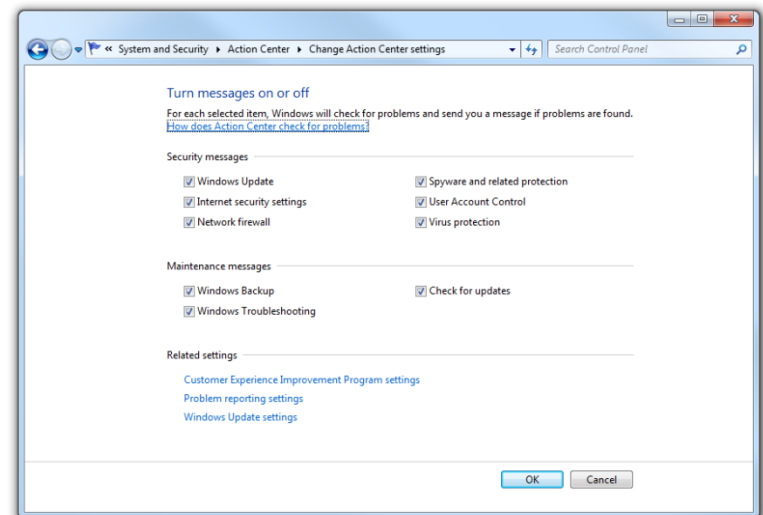 « System and Security ▸ Action Center ▸ Change Action Center settings
Search Control Panel
Turn messages on or off
For each selected item, Windows will check for problems and send you a message if problems are found.
How does Action Center check for problems?
Security messages
Windows Update
Spyware and related protection
Internet security settings
User Account Control
Network firewall
Virus protection
Maintenance messages
Windows Backup
Check for updates
Windows Troubleshooting
Related settings
Customer Experience Improvement Program settings
Problem reporting settings
Windows Update settings
OK
Cancel